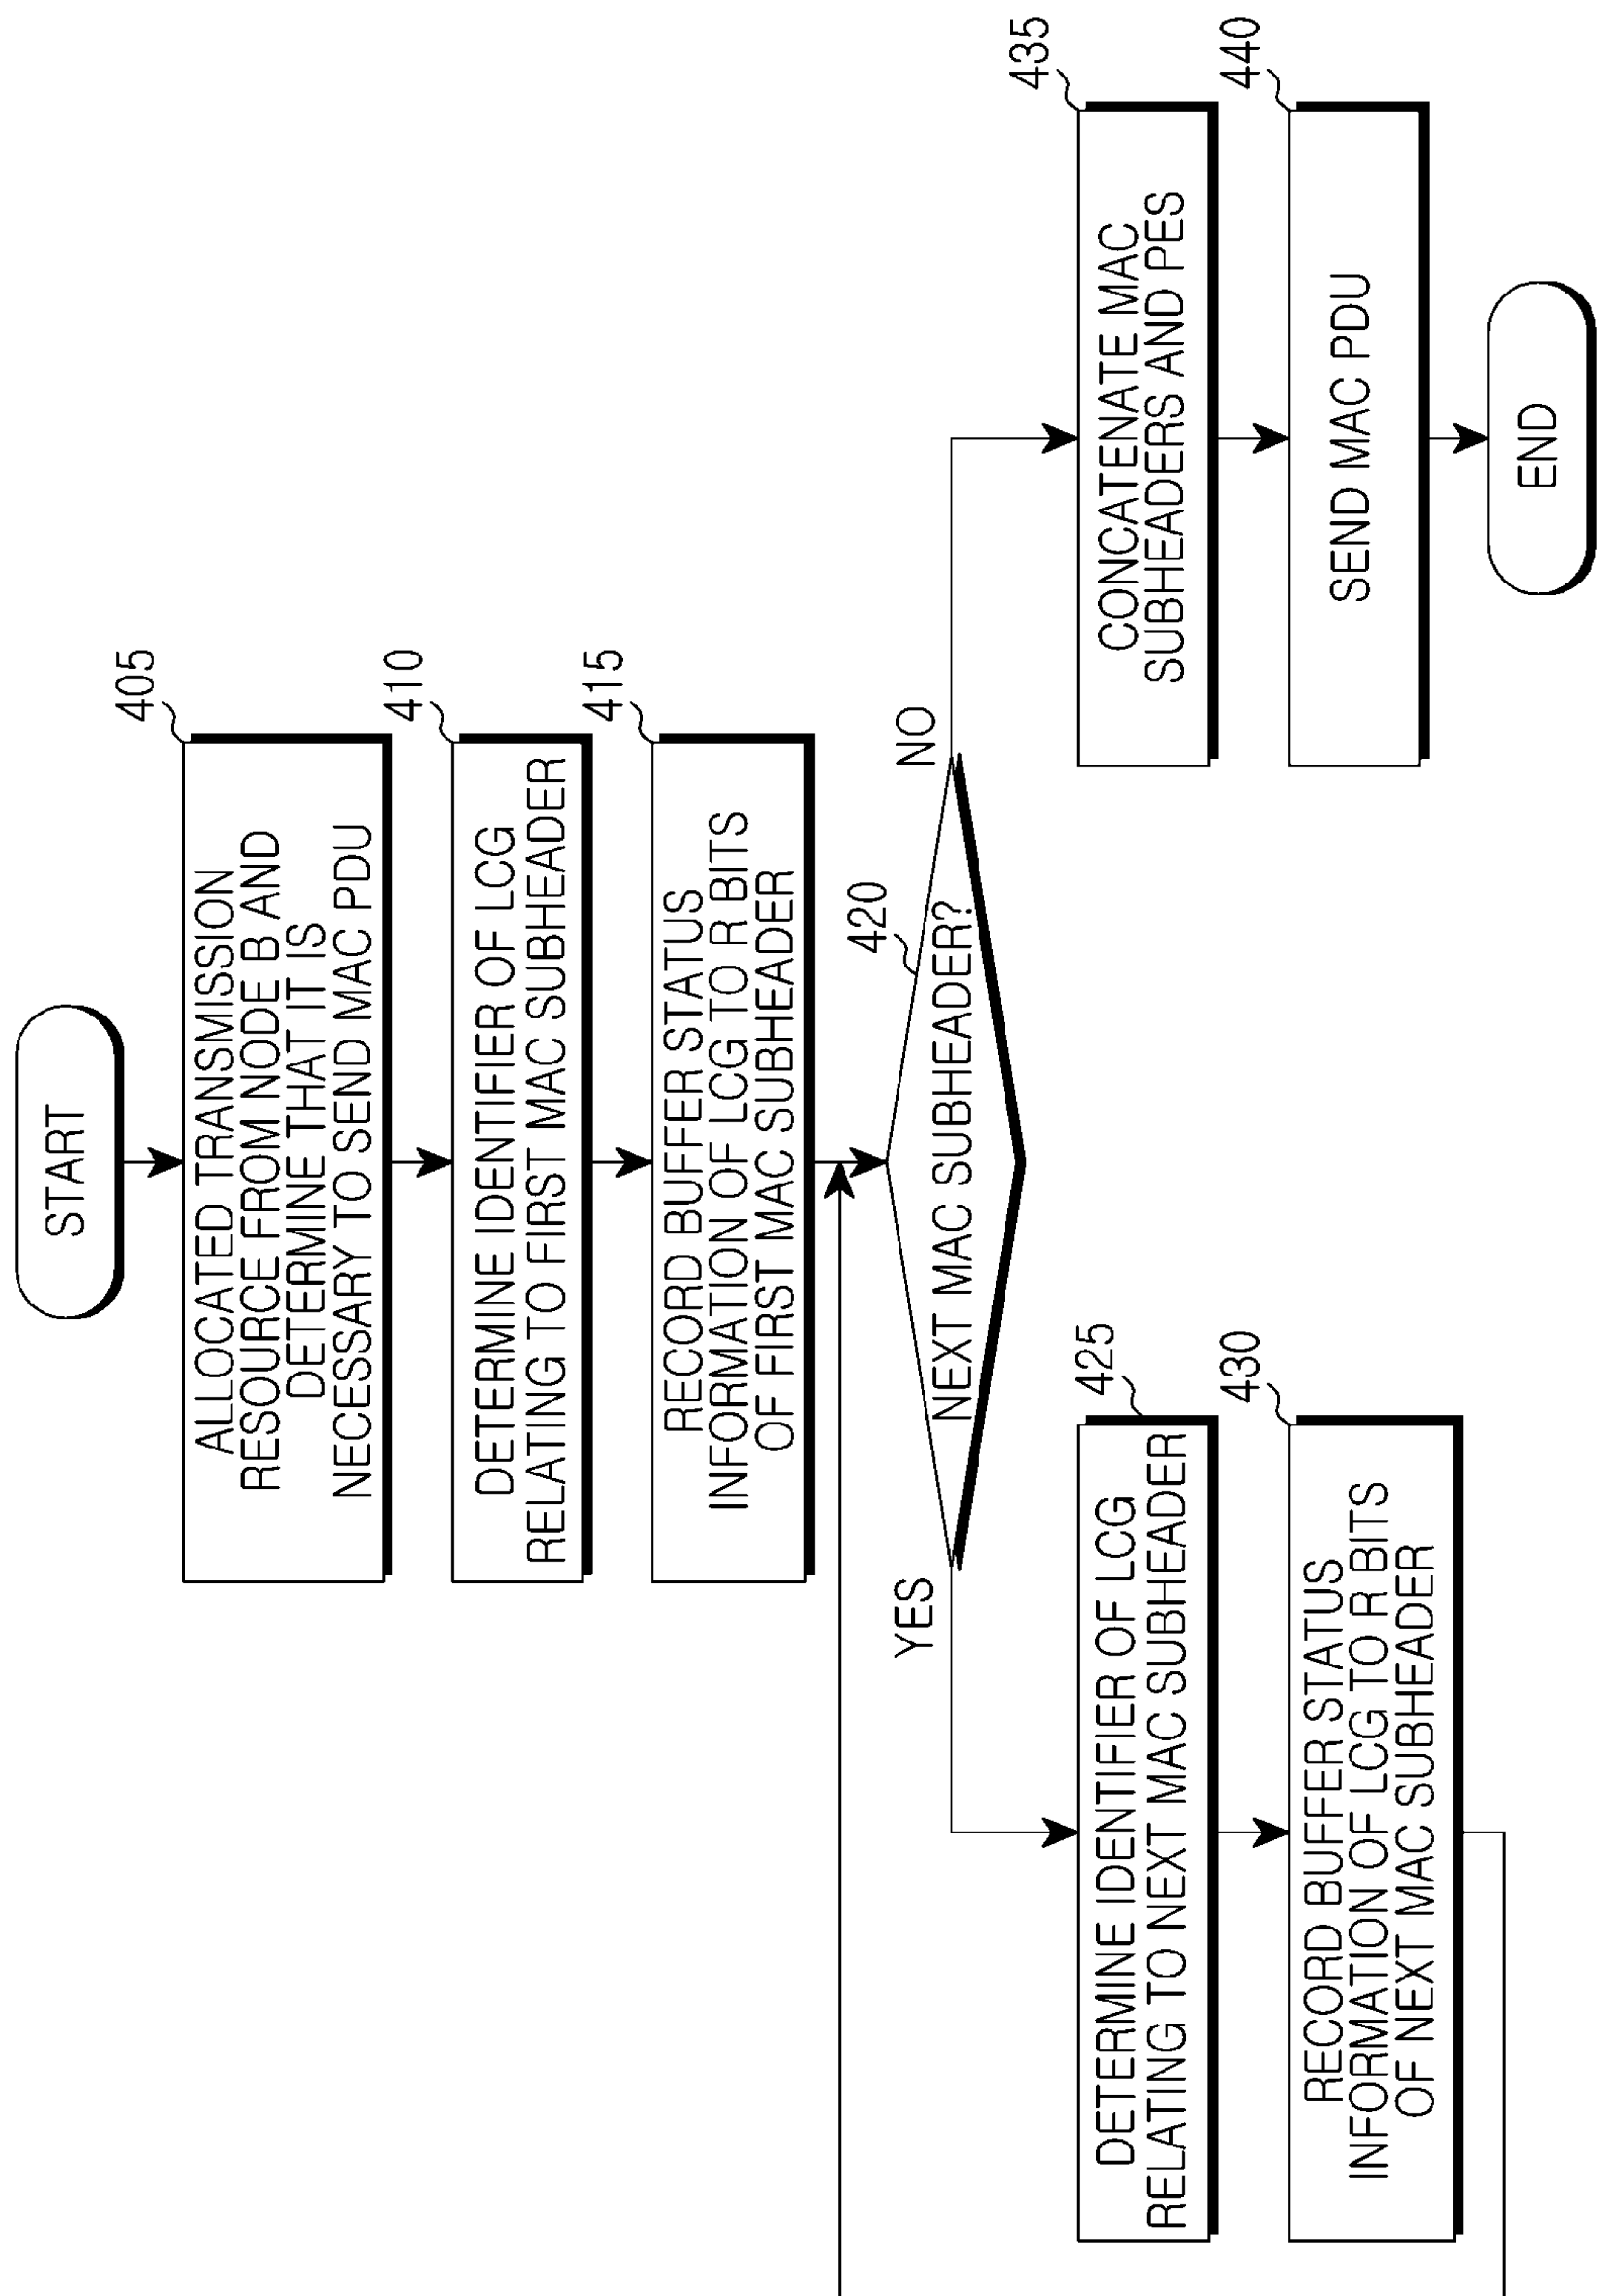 START
405
ALLOCATED TRANSMISSION
RESOURCE FROM NODE B AND
DETERMINE THAT IT IS
NECESSARY TO SEND MAC PDU
410
DETERMINE IDENTIFIER OF LCG
RELATING TO FIRST MAC SUBHEADER
415
RECORD BUFFER STATUS
INFORMATION OF LCG TO R BITS
OF FIRST MAC SUBHEADER
420
NEXT MAC SUBHEADER?
YES
NO
425
DETERMINE IDENTIFIER OF LCG
RELATING TO NEXT MAC SUBHEADER
430
RECORD BUFFER STATUS
INFORMATION OF LCG TO R BITS
OF NEXT MAC SUBHEADER
435
CONCATENATE MAC
SUBHEADERS AND PES
440
SEND MAC PDU
END